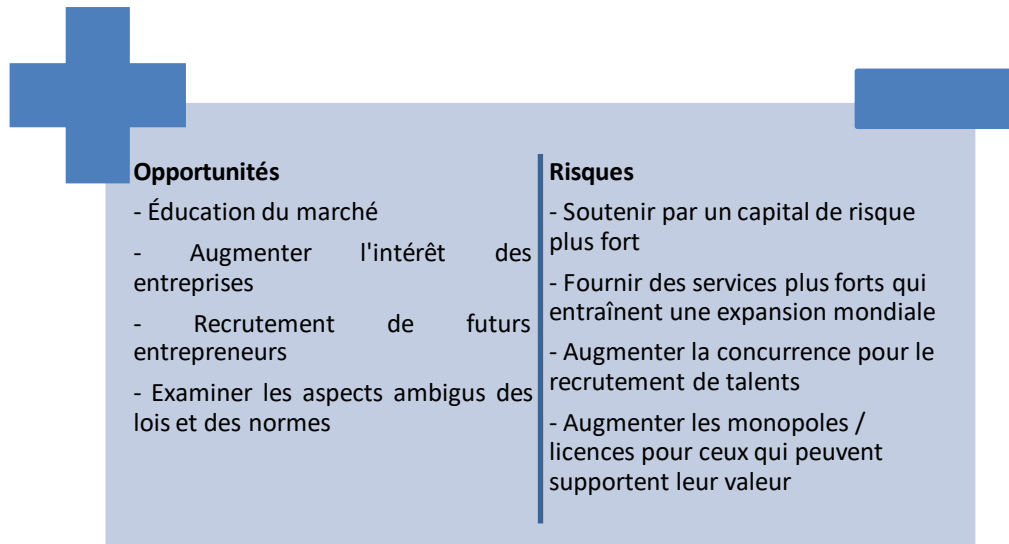 Opportunités
- Éducation du marché
- Augmenter l'intérêt des
entreprises
- Recrutement de futurs
entrepreneurs
- Examiner les aspects ambigus des
lois et des normes
Risques
- Soutenir par un capital de risque
plus fort
- Fournir des services plus forts qui
entraînent une expansion mondiale
- Augmenter la concurrence pour le
recrutement de talents
- Augmenter les monopoles /
licences pour ceux qui peuvent
supportent leur valeur